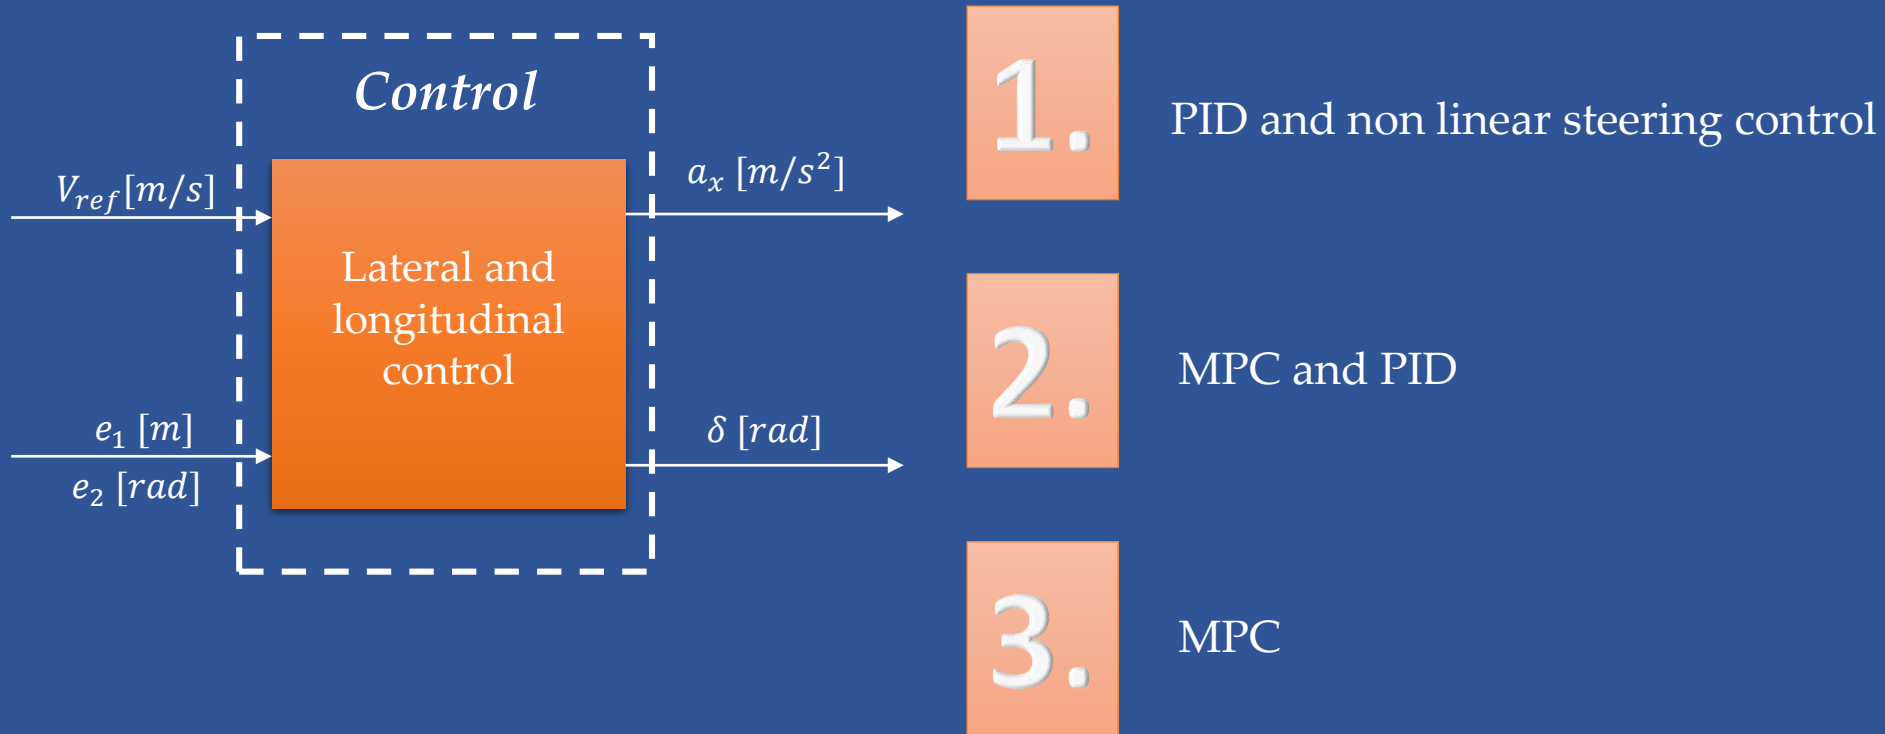 Control
V_ref[m/s]
Lateral and
longitudinal
control
e_1 [m]
e_2 [rad]
a_x [m/s^2]
δ [rad]
1.
PID and non linear steering control
2.
MPC and PID
3.
MPC